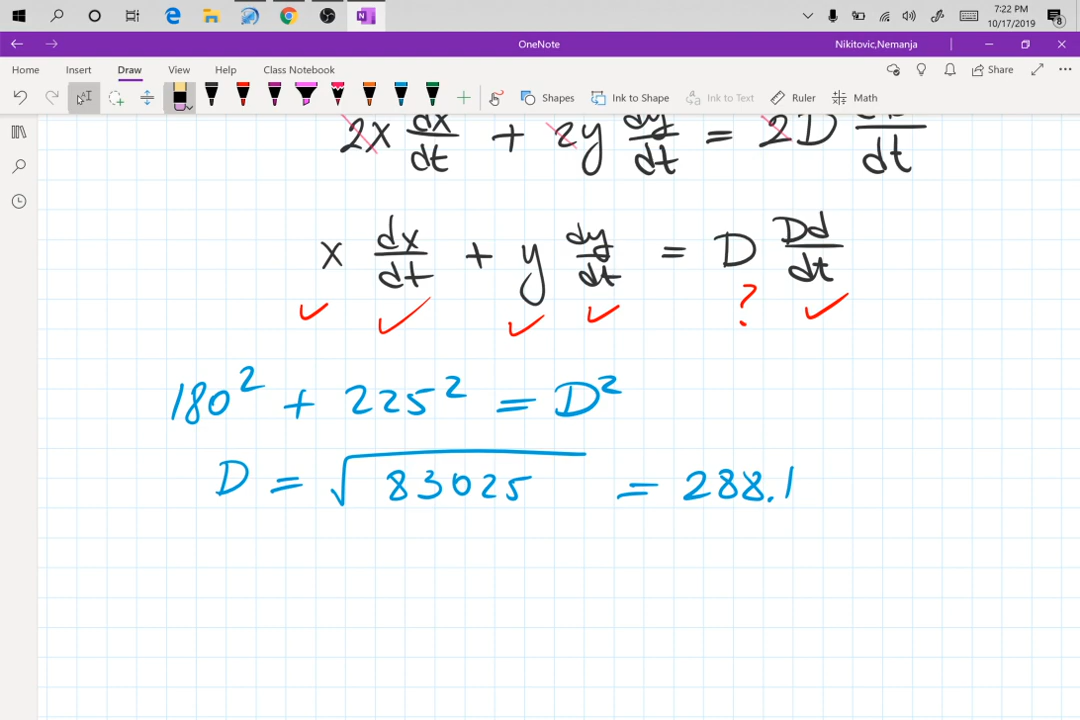 7:22 PM
10/17/2019
8
OneNote
Nikitovic,Nemanja
Home Insert Draw View Help Class Notebook
Share
Shapes Ink to Shape Ink to Text Ruler Math
2x dx/dt + 2y dy/dt = 2D /dt
x dx/dt + y dy/dt = D Dd/dt
✓ ✓ ✓ ✓ ? ✓
180² + 225² = D²
D = √83025 = 288.1